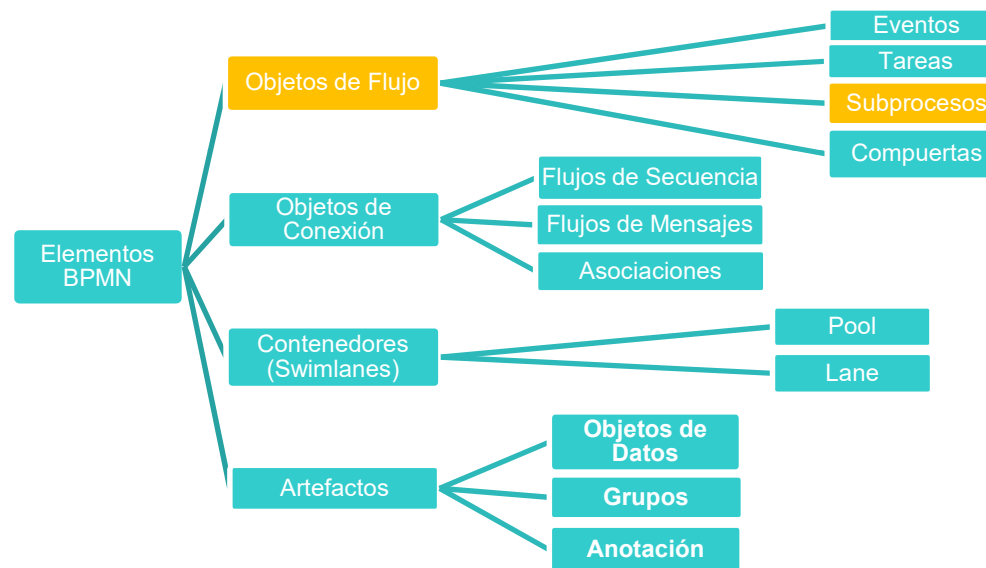 Elementos
BPMN
Objetos de Flujo
Eventos
Tareas
Subprocesos
Compuertas
Objetos de
Conexión
Flujos de Secuencia
Flujos de Mensajes
Asociaciones
Contenedores
(Swimlanes)
Pool
Lane
Artefactos
Objetos de
Datos
Grupos
Anotación